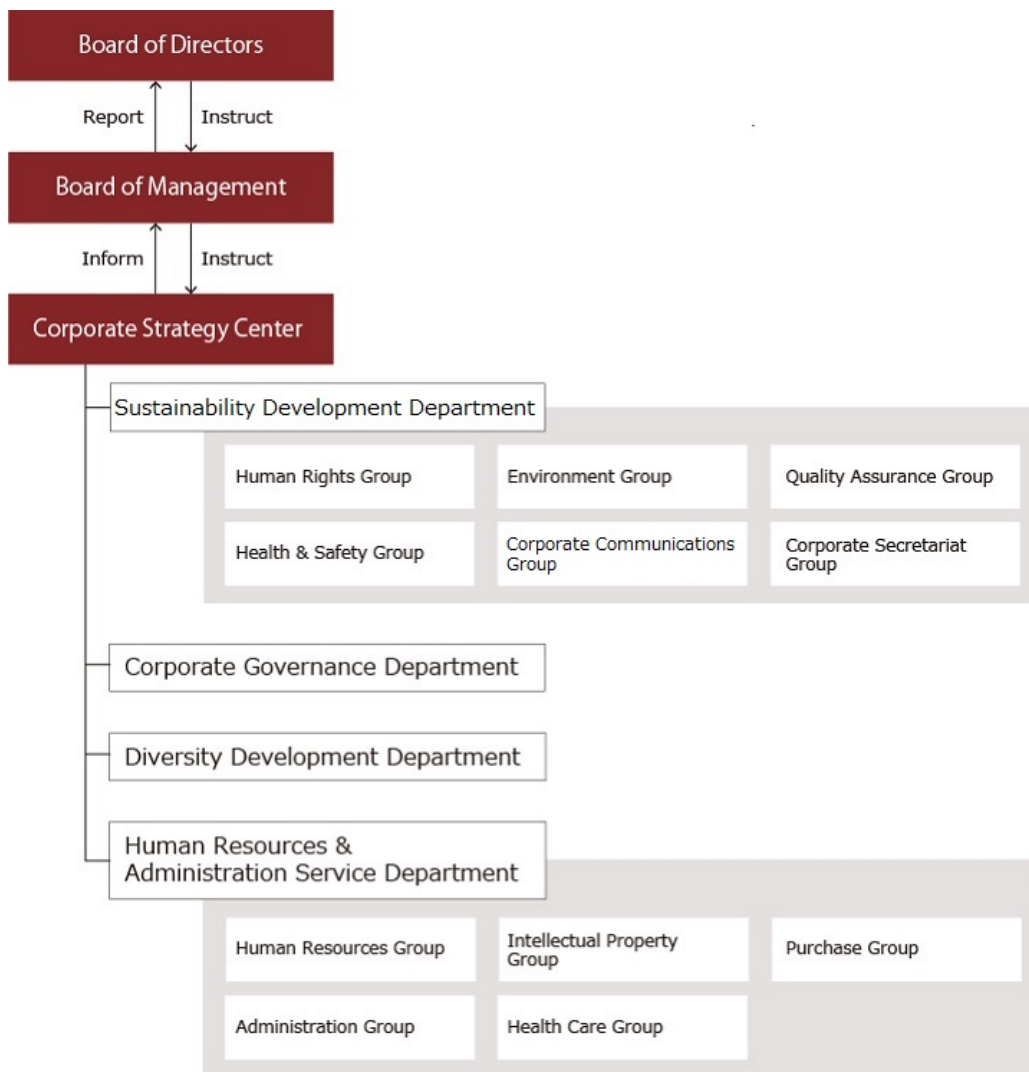 Board of Directors
Report
Instruct
Board of Management
Inform
Instruct
Corporate Strategy Center
Sustainability Development Department
Human Rights Group
Environment Group
Quality Assurance Group
Health & Safety Group
Corporate Communications
Group
Corporate Secretariat
Group
Corporate Governance Department
Diversity Development Department
Human Resources &
Administration Service Department
Human Resources Group
Intellectual Property
Group
Purchase Group
Administration Group
Health Care Group